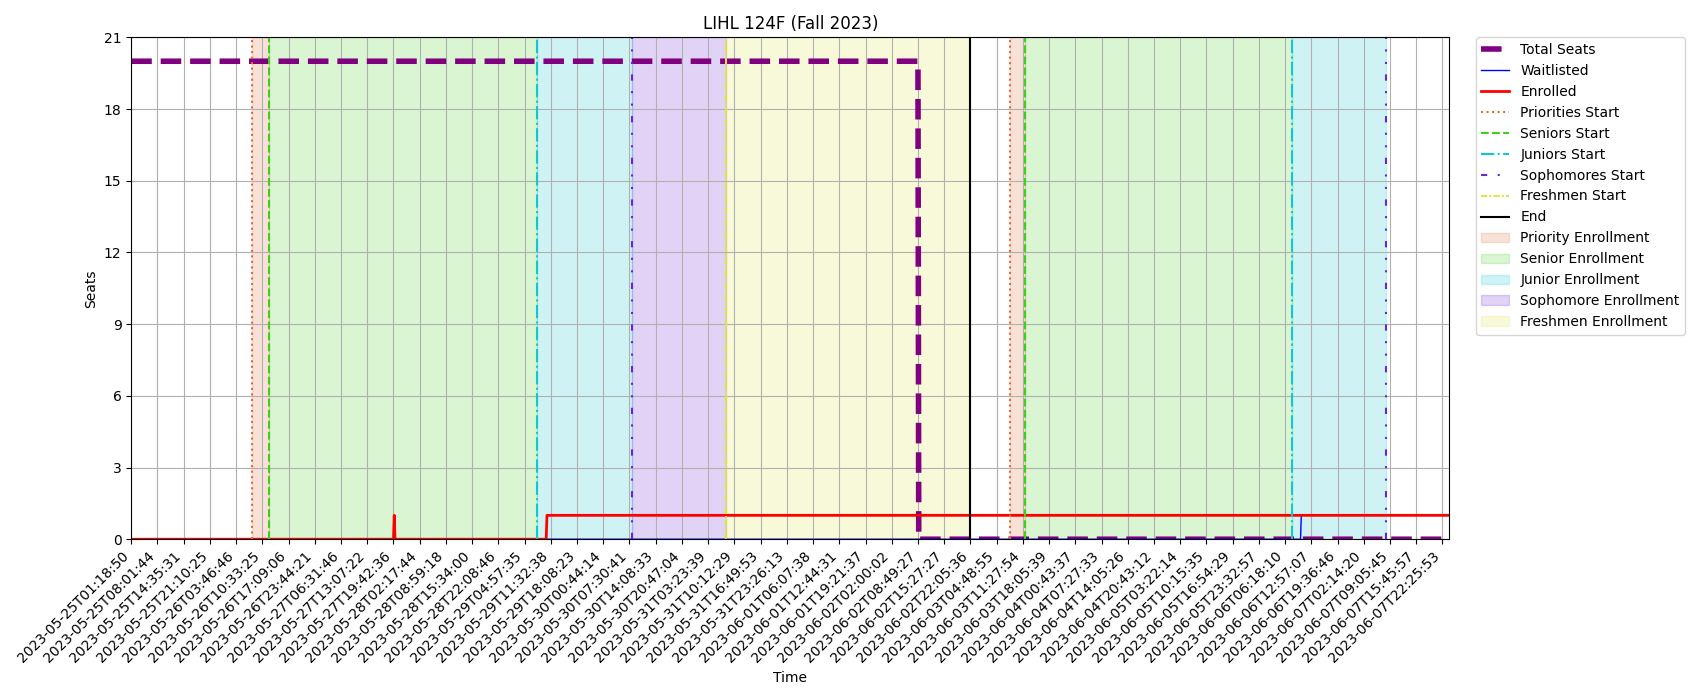 LIHL 124F (Fall 2023)
21
18
15
12
9
6
3
0
Seats
2023-05-25T01:18:50
2023-05-25T08:01:44
2023-05-25T14:35:31
2023-05-25T21:10:25
2023-05-26T03:46:46
2023-05-26T10:33:25
2023-05-26T17:09:06
2023-05-26T23:44:21
2023-05-27T06:31:46
2023-05-27T13:07:22
2023-05-27T19:42:36
2023-05-28T02:17:44
2023-05-28T08:59:18
2023-05-28T15:34:00
2023-05-28T22:08:46
2023-05-29T04:57:35
2023-05-29T11:32:38
2023-05-29T18:08:23
2023-05-30T00:44:14
2023-05-30T07:30:41
2023-05-30T14:08:33
2023-05-30T20:47:04
2023-05-31T03:23:39
2023-05-31T10:12:29
2023-05-31T16:49:53
2023-05-31T23:26:13
2023-06-01T06:07:38
2023-06-01T12:44:31
2023-06-01T19:21:37
2023-06-02T02:00:02
2023-06-02T08:49:27
2023-06-02T15:27:27
2023-06-02T22:05:36
2023-06-03T04:48:55
2023-06-03T11:27:54
2023-06-03T18:05:39
2023-06-04T00:43:37
2023-06-04T07:27:33
2023-06-04T14:05:26
2023-06-04T20:43:12
2023-06-05T03:22:14
2023-06-05T10:15:35
2023-06-05T16:54:29
2023-06-05T23:32:57
2023-06-06T06:18:10
2023-06-06T12:57:07
2023-06-06T19:36:46
2023-06-07T02:14:20
2023-06-07T09:05:45
2023-06-07T15:45:57
2023-06-07T22:25:53
Time
Total Seats
Waitlisted
Enrolled
Priorities Start
Seniors Start
Juniors Start
Sophomores Start
Freshmen Start
End
Priority Enrollment
Senior Enrollment
Junior Enrollment
Sophomore Enrollment
Freshmen Enrollment